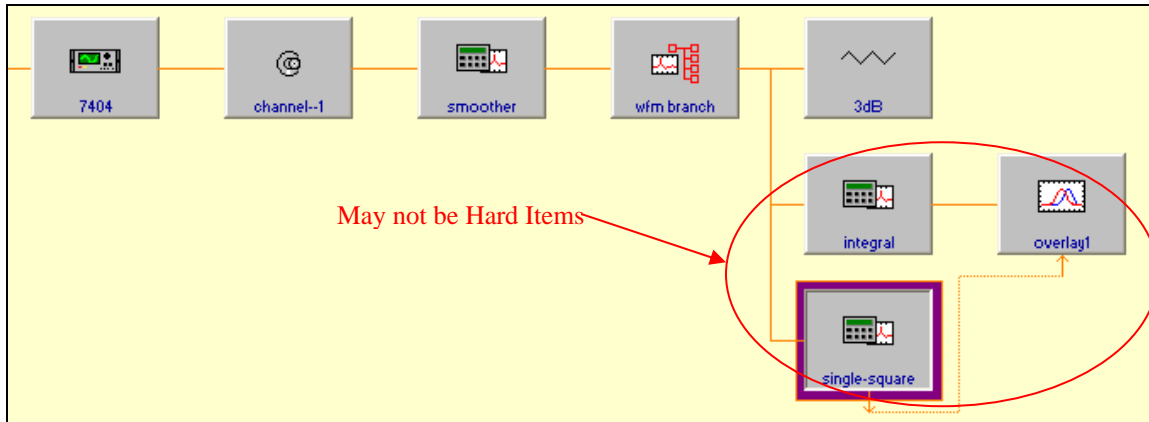 7404
channel--1
smoother
wfm branch
3dB
May not be Hard Items
integral
overlay1
single-square